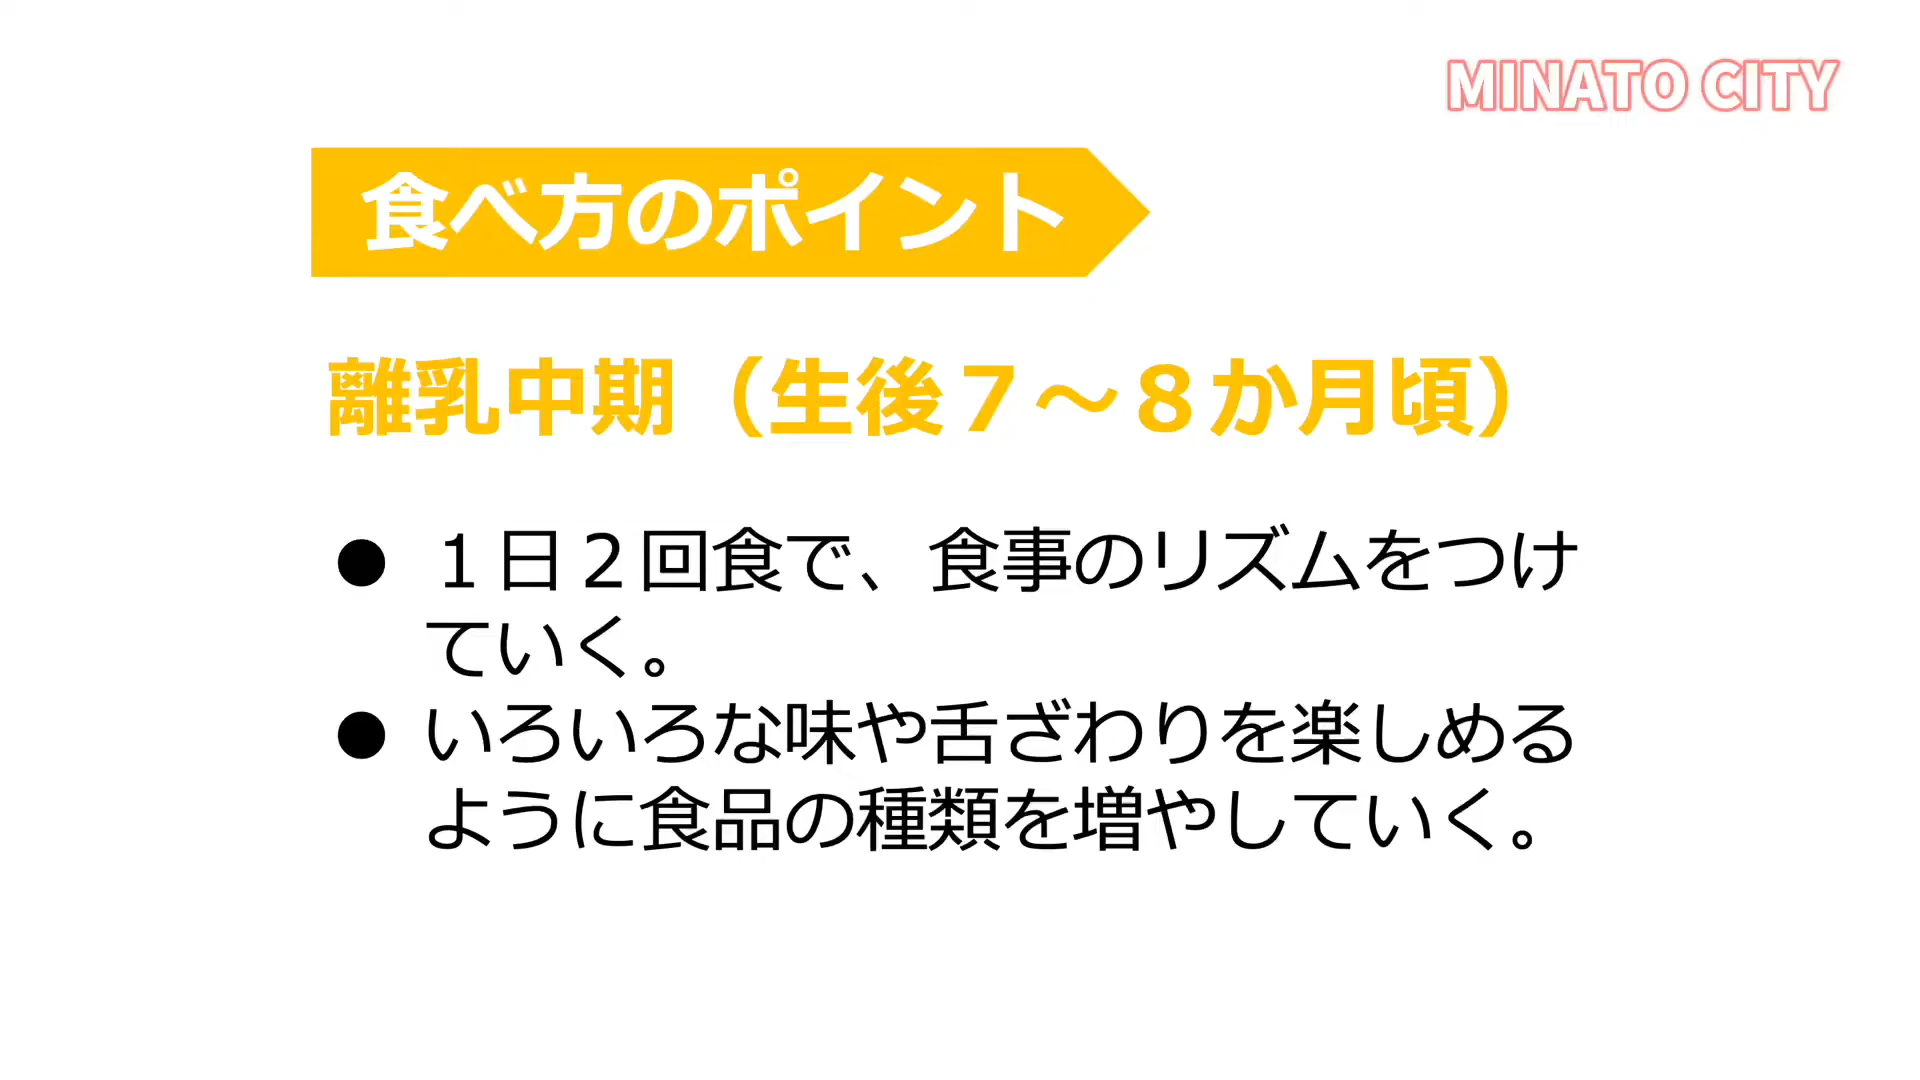 MINATO CITY
食べ方のポイント
離乳中期（生後７～８か月頃）
● １日２回食で、食事のリズムをつけ
ていく。
● いろいろな味や舌ざわりを楽しめる
ように食品の種類を増やしていく。